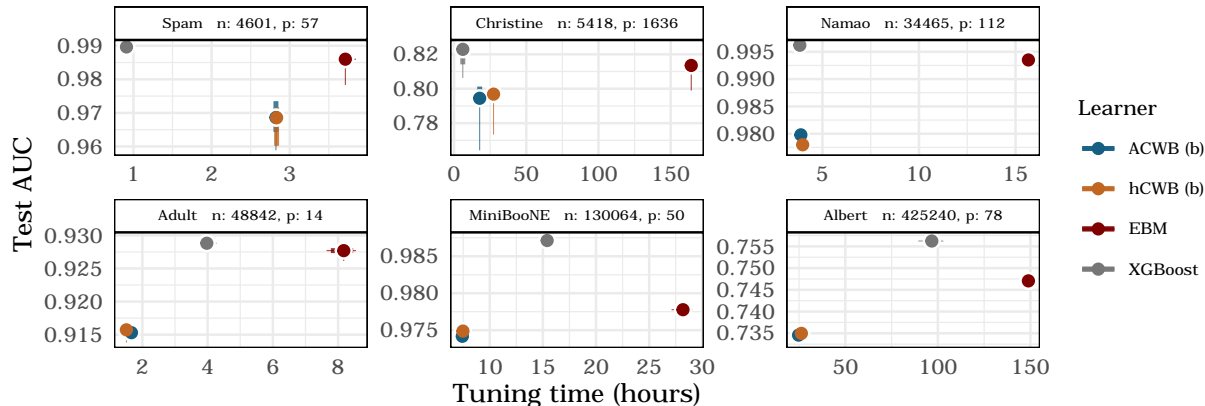 Spam n: 4601, p: 57
Christine n: 5418, p: 1636
Namao n: 34465, p: 112
0.99
0.98
0.97
0.96
1 2 3
0.82
0.80
0.78
0 50 100 150
0.995
0.990
0.985
0.980
5 10 15
Adult n: 48842, p: 14
MiniBooNE n: 130064, p: 50
Albert n: 425240, p: 78
0.930
0.925
0.920
0.915
2 4 6 8
0.985
0.980
0.975
10 15 20 25 30
0.755
0.750
0.745
0.740
0.735
50 100 150
Test AUC
Tuning time (hours)
Learner
ACWB (b)
hCWB (b)
EBM
XGBoost